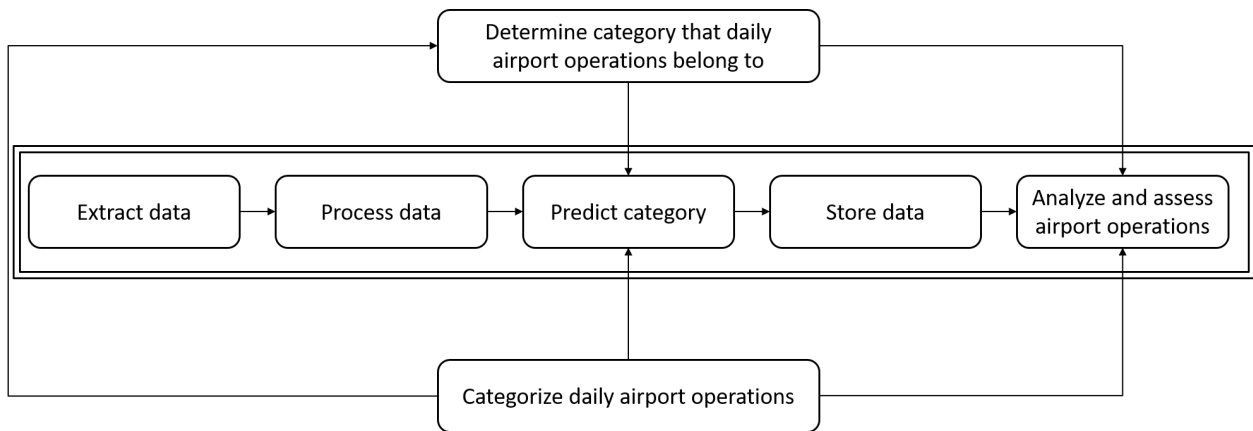 Determine category that daily
airport operations belong to
Extract data
Process data
Predict category
Store data
Analyze and assess
airport operations
Categorize daily airport operations